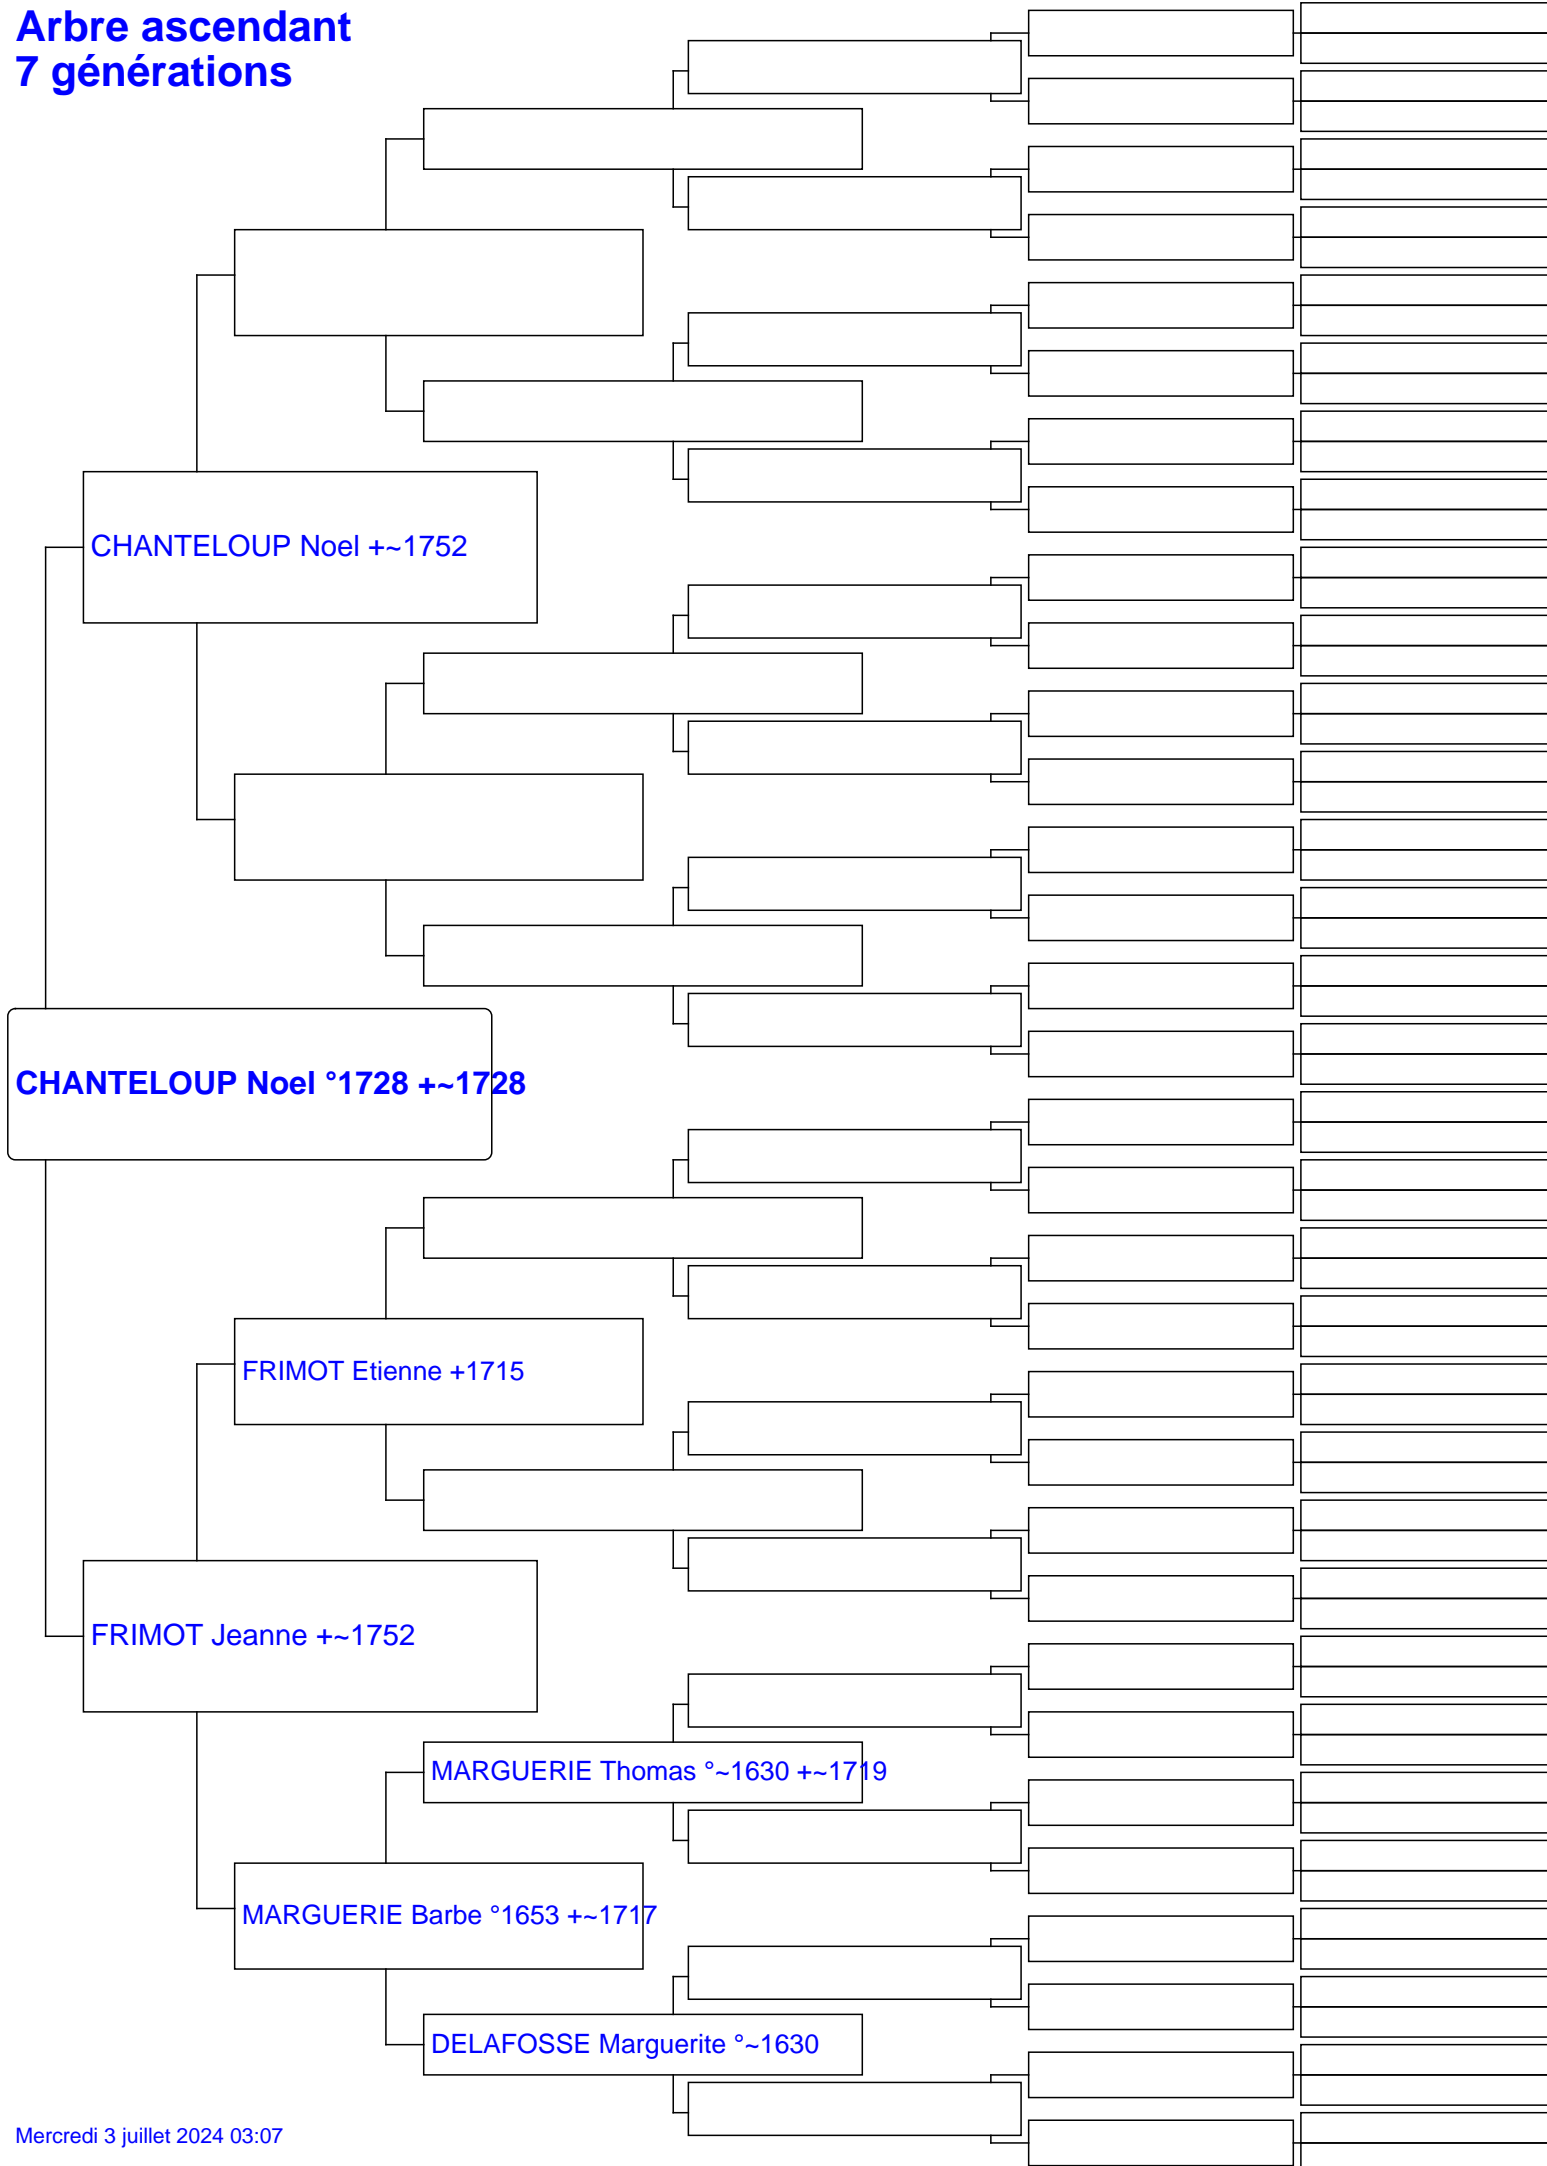 Arbre ascendant
7 générations
CHANTELOUP Noel +~1752
CHANTELOUP Noel °1728 +~1728
FRIMOT Etienne +1715
FRIMOT Jeanne +~1752
MARGUERIE Thomas °~1630 +~1719
MARGUERIE Barbe °1653 +~1717
DELAFOSSE Marguerite °~1630
Mercredi 3 juillet 2024 03:07